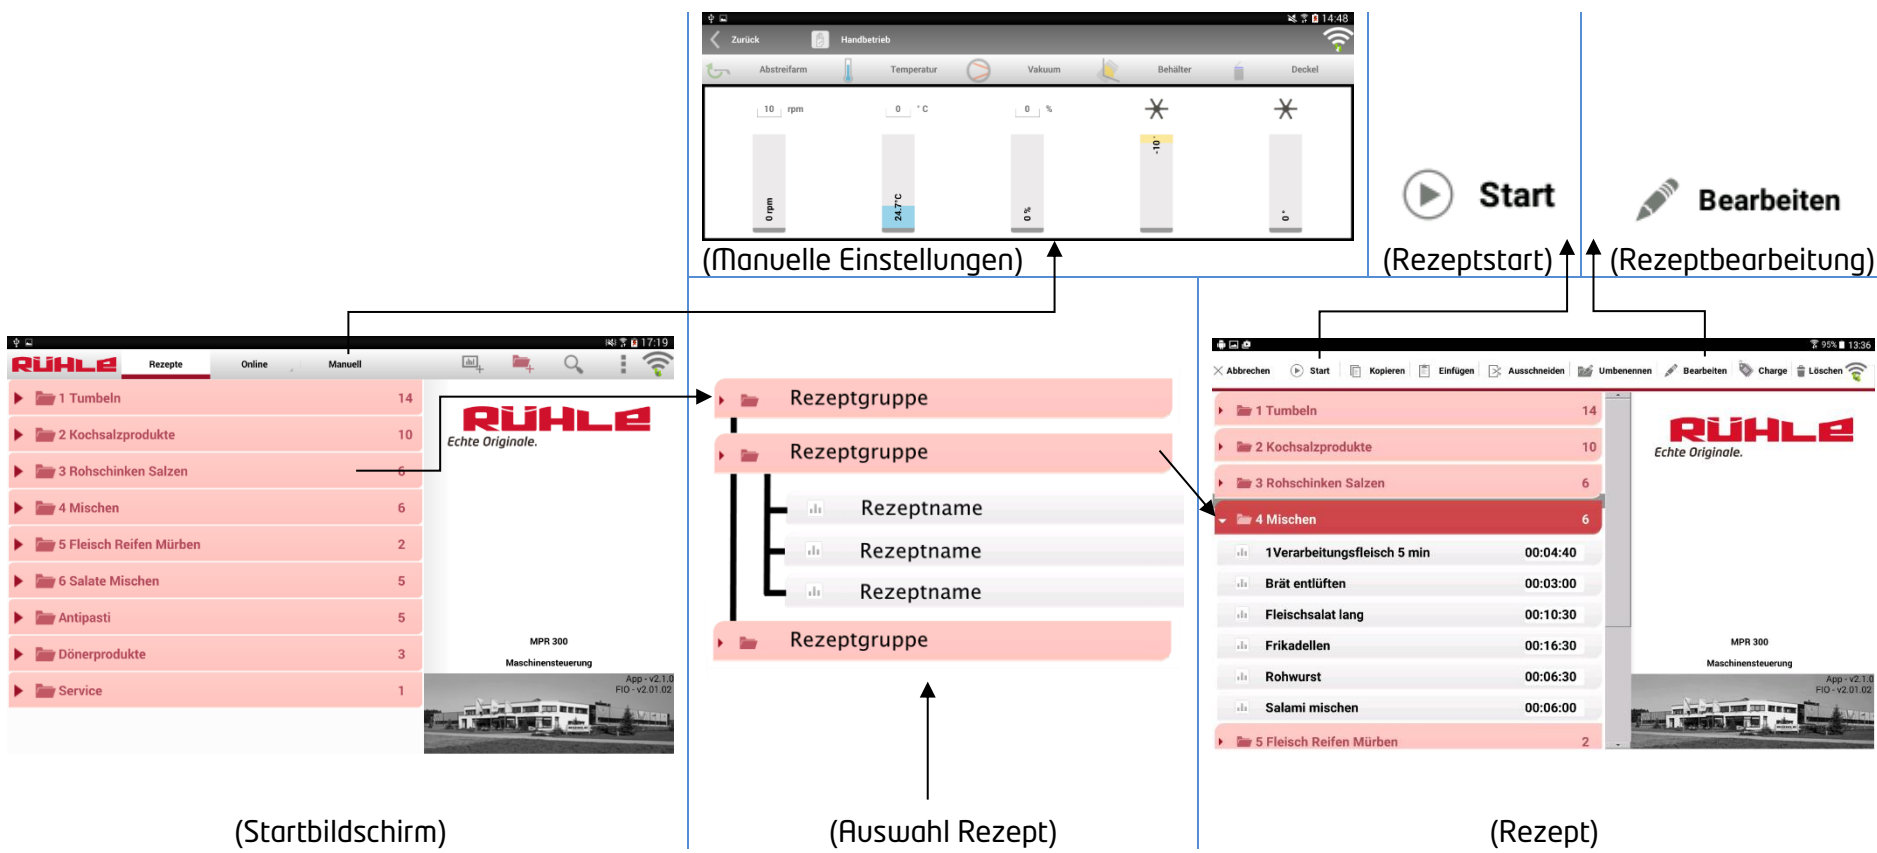 14:48
Zurück Handbetrieb
Abstreifarm Temperatur Vakuum Behälter Deckel
10 rpm 0 °C 0 %
0 rpm 24.7°C 0 % -10 ° 0 °
(Manuelle Einstellungen)
Start
(Rezeptstart)
Bearbeiten
(Rezeptbearbeitung)
17:19
RÜHLE Rezepte Online Manuell
1 Tumbeln 14
2 Kochsalzprodukte 10
3 Rohschinken Salzen 6
4 Mischen 6
5 Fleisch Reifen Mürben 2
6 Salate Mischen 5
Antipasti 5
Dönerprodukte 3
Service 1
RÜHLE
Echte Originale.
MPR 300
Maschinensteuerung
App - v2.1.0
FIO - v2.01.02
(Startbildschirm)
Rezeptgruppe
Rezeptgruppe
Rezeptname
Rezeptname
Rezeptname
Rezeptgruppe
(Auswahl Rezept)
95% 13:36
Abbrechen Start Kopieren Einfügen Ausschneiden Umbenennen Bearbeiten Charge Löschen
1 Tumbeln 14
2 Kochsalzprodukte 10
3 Rohschinken Salzen 6
4 Mischen 6
1Verarbeitungsfleisch 5 min 00:04:40
Brät entlüften 00:03:00
Fleischsalat lang 00:10:30
Frikadellen 00:16:30
Rohwurst 00:06:30
Salami mischen 00:06:00
5 Fleisch Reifen Mürben 2
RÜHLE
Echte Originale.
MPR 300
Maschinensteuerung
App - v2.1.0
FIO - v2.01.02
(Rezept)